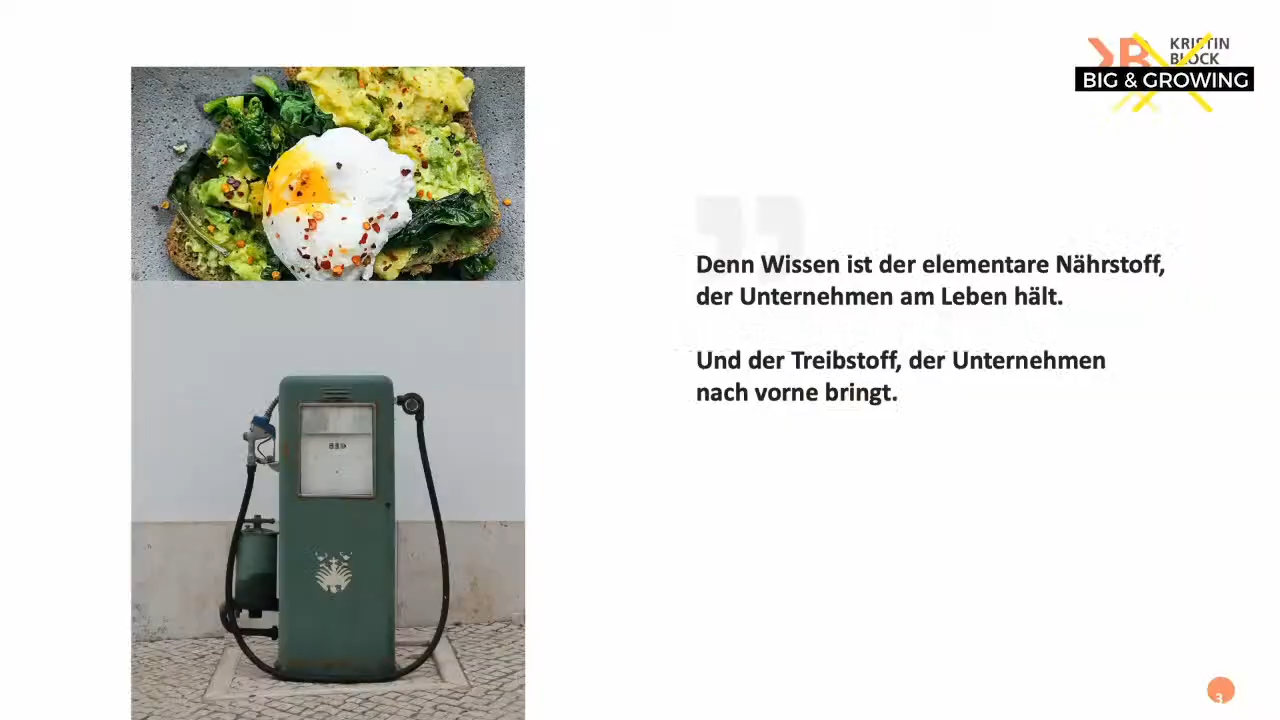 KRISTIN
BLOCK
BIG & GROWING
Denn Wissen ist der elementare Nährstoff,
der Unternehmen am Leben hält.
Und der Treibstoff, der Unternehmen
nach vorne bringt.
3